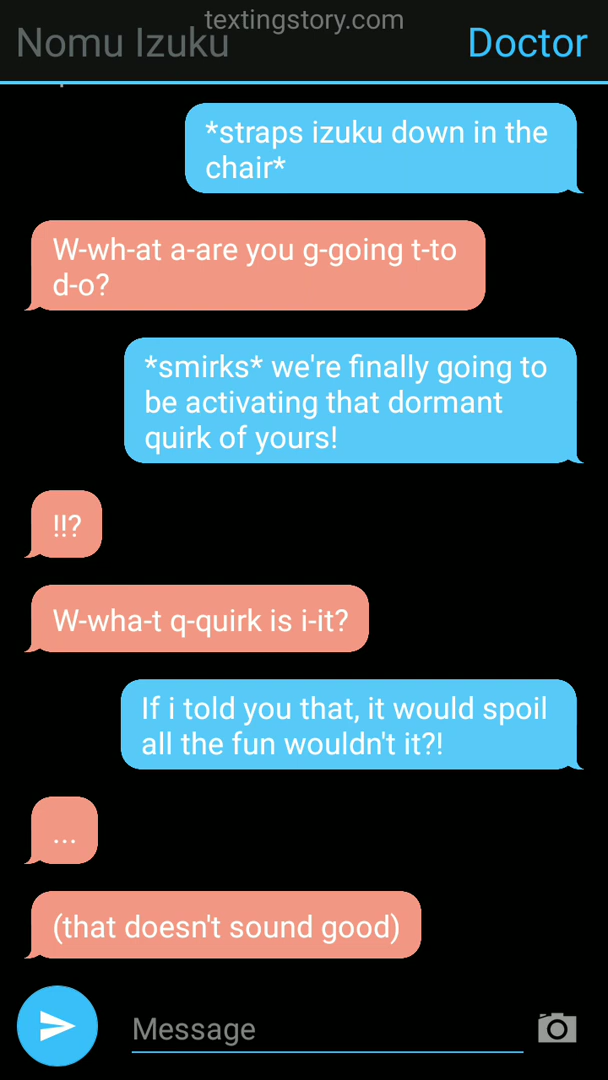 textingstory.com
Nomu Izuku
Doctor
*straps izuku down in the
chair*
W-wh-at a-are you g-going t-to
d-o?
*smirks* we're finally going to
be activating that dormant
quirk of yours!
!!?
W-wha-t q-quirk is i-it?
If i told you that, it would spoil
all the fun wouldn't it?!
...
(that doesn't sound good)
Message